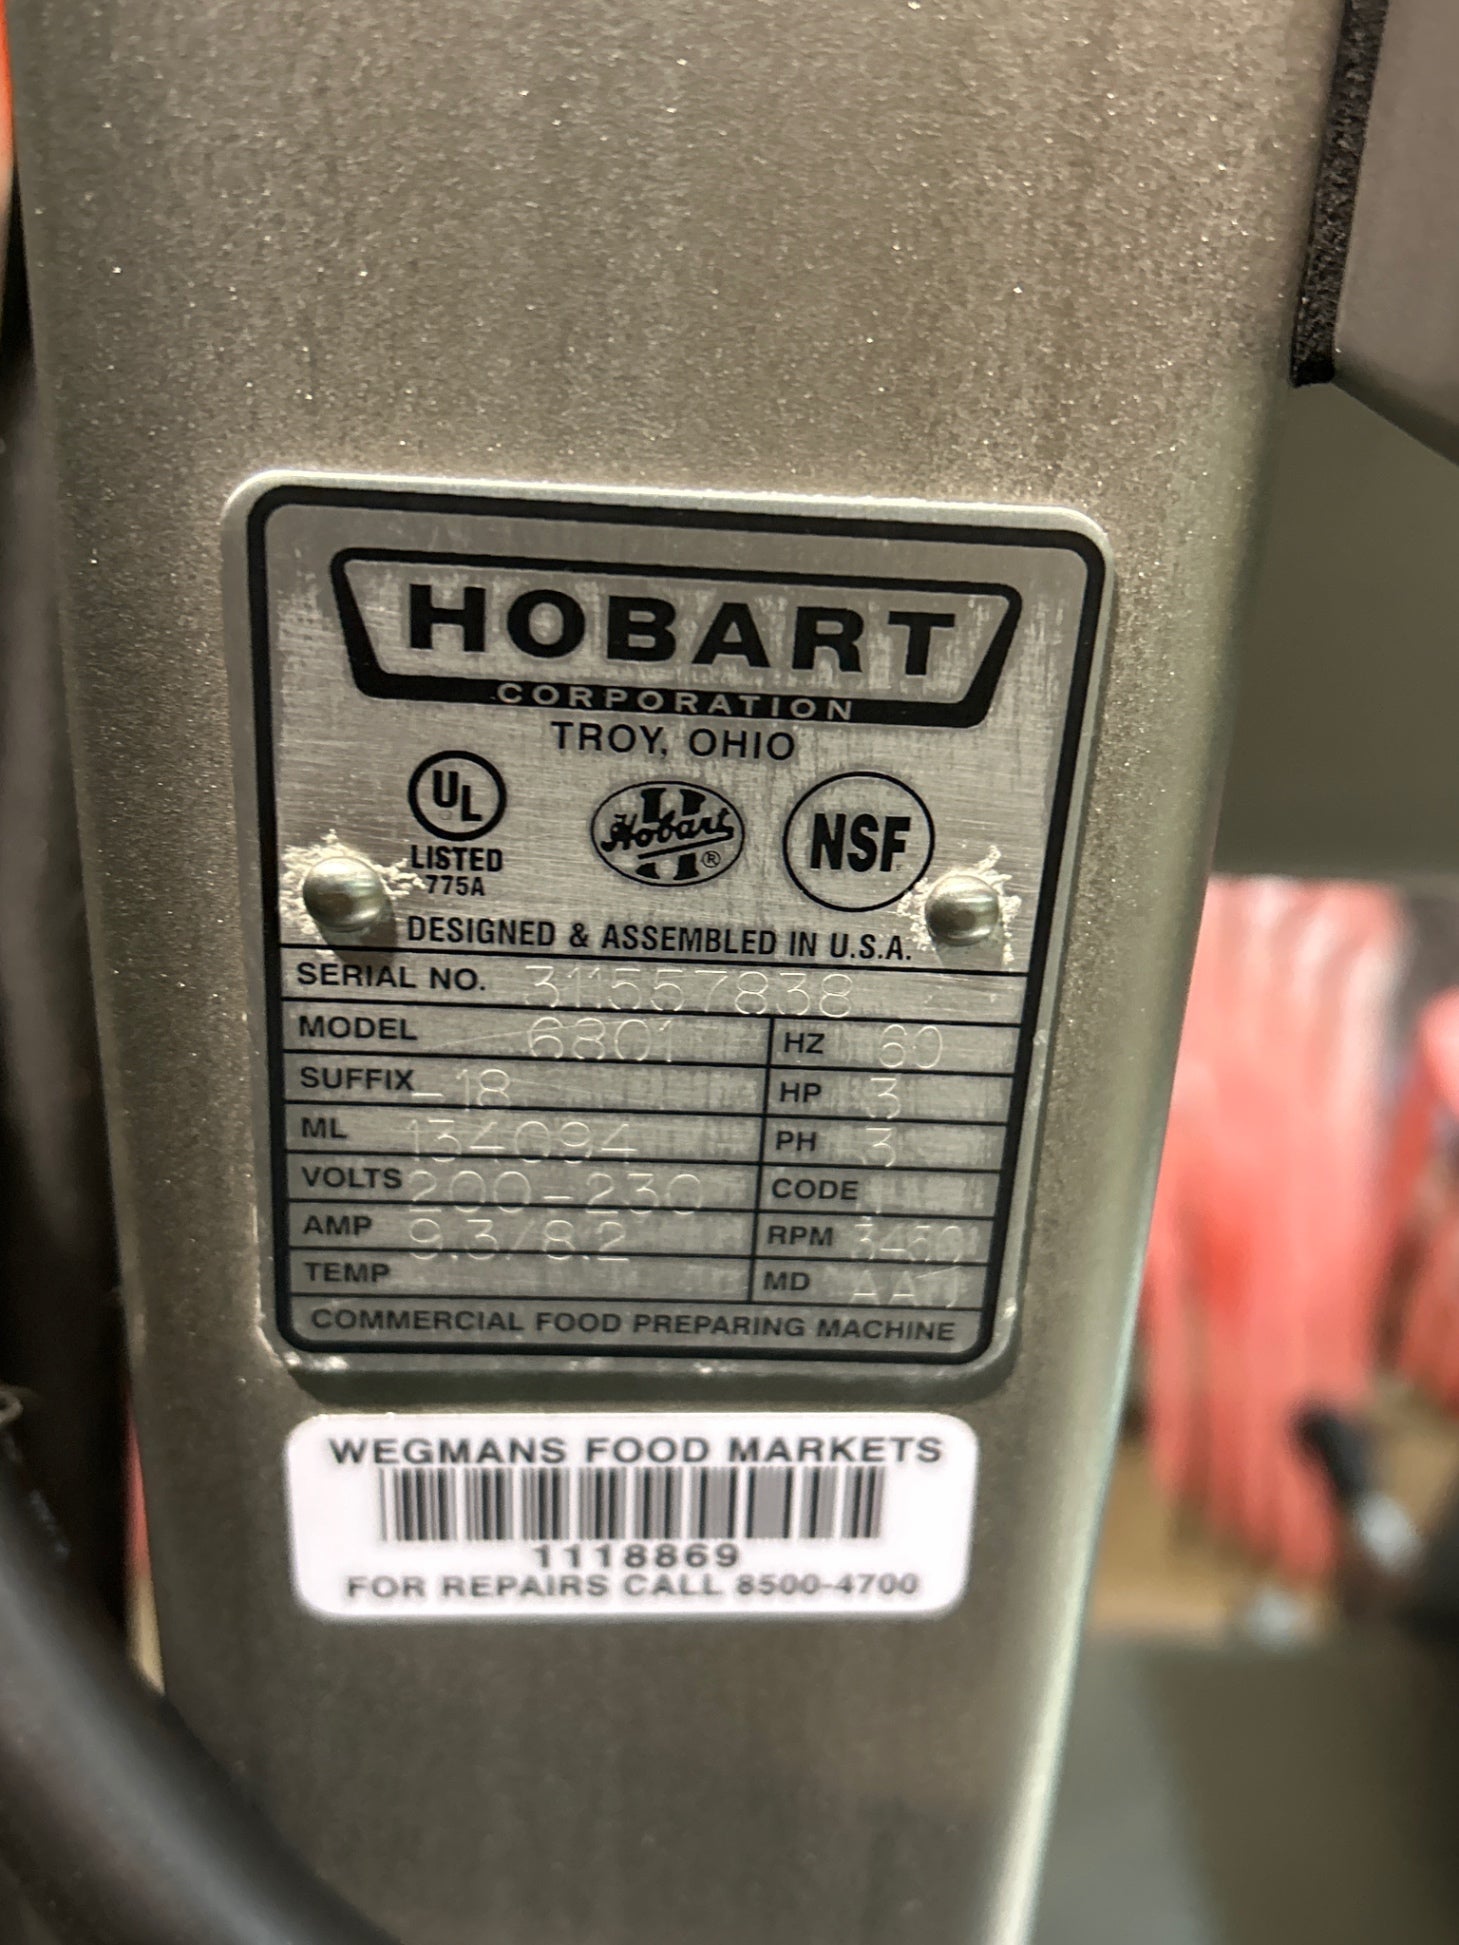 HOBART
CORPORATION
TROY, OHIO
UL
LISTED
775A
Hobart ®
NSF
DESIGNED & ASSEMBLED IN U.S.A.
SERIAL NO. 311557838
MODEL 6801 HZ 60
SUFFIX -18 HP 3
ML 134094 PH 3
VOLTS 200-230 CODE
AMP 9.3/8.2 RPM 3450
TEMP MD
COMMERCIAL FOOD PREPARING MACHINE
WEGMANS FOOD MARKETS
1118869
FOR REPAIRS CALL 8500-4700